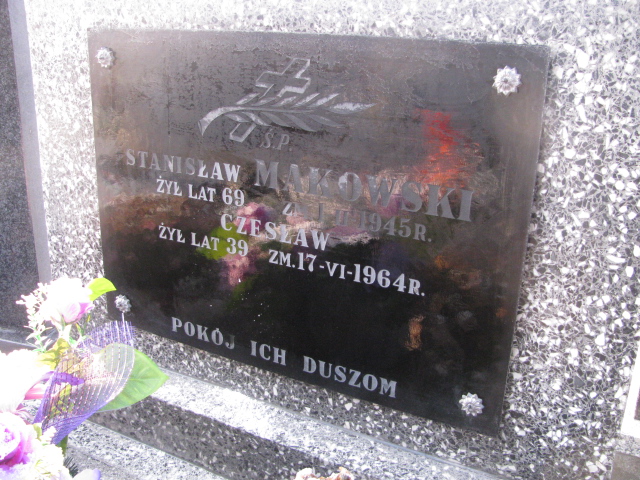 Ś.P.
STANISŁAW MAKOWSKI
ŻYŁ LAT 69 1945R.
CZESŁAW
ŻYŁ LAT 39 ZM. 17-VI-1964R.
POKÓJ ICH DUSZOM